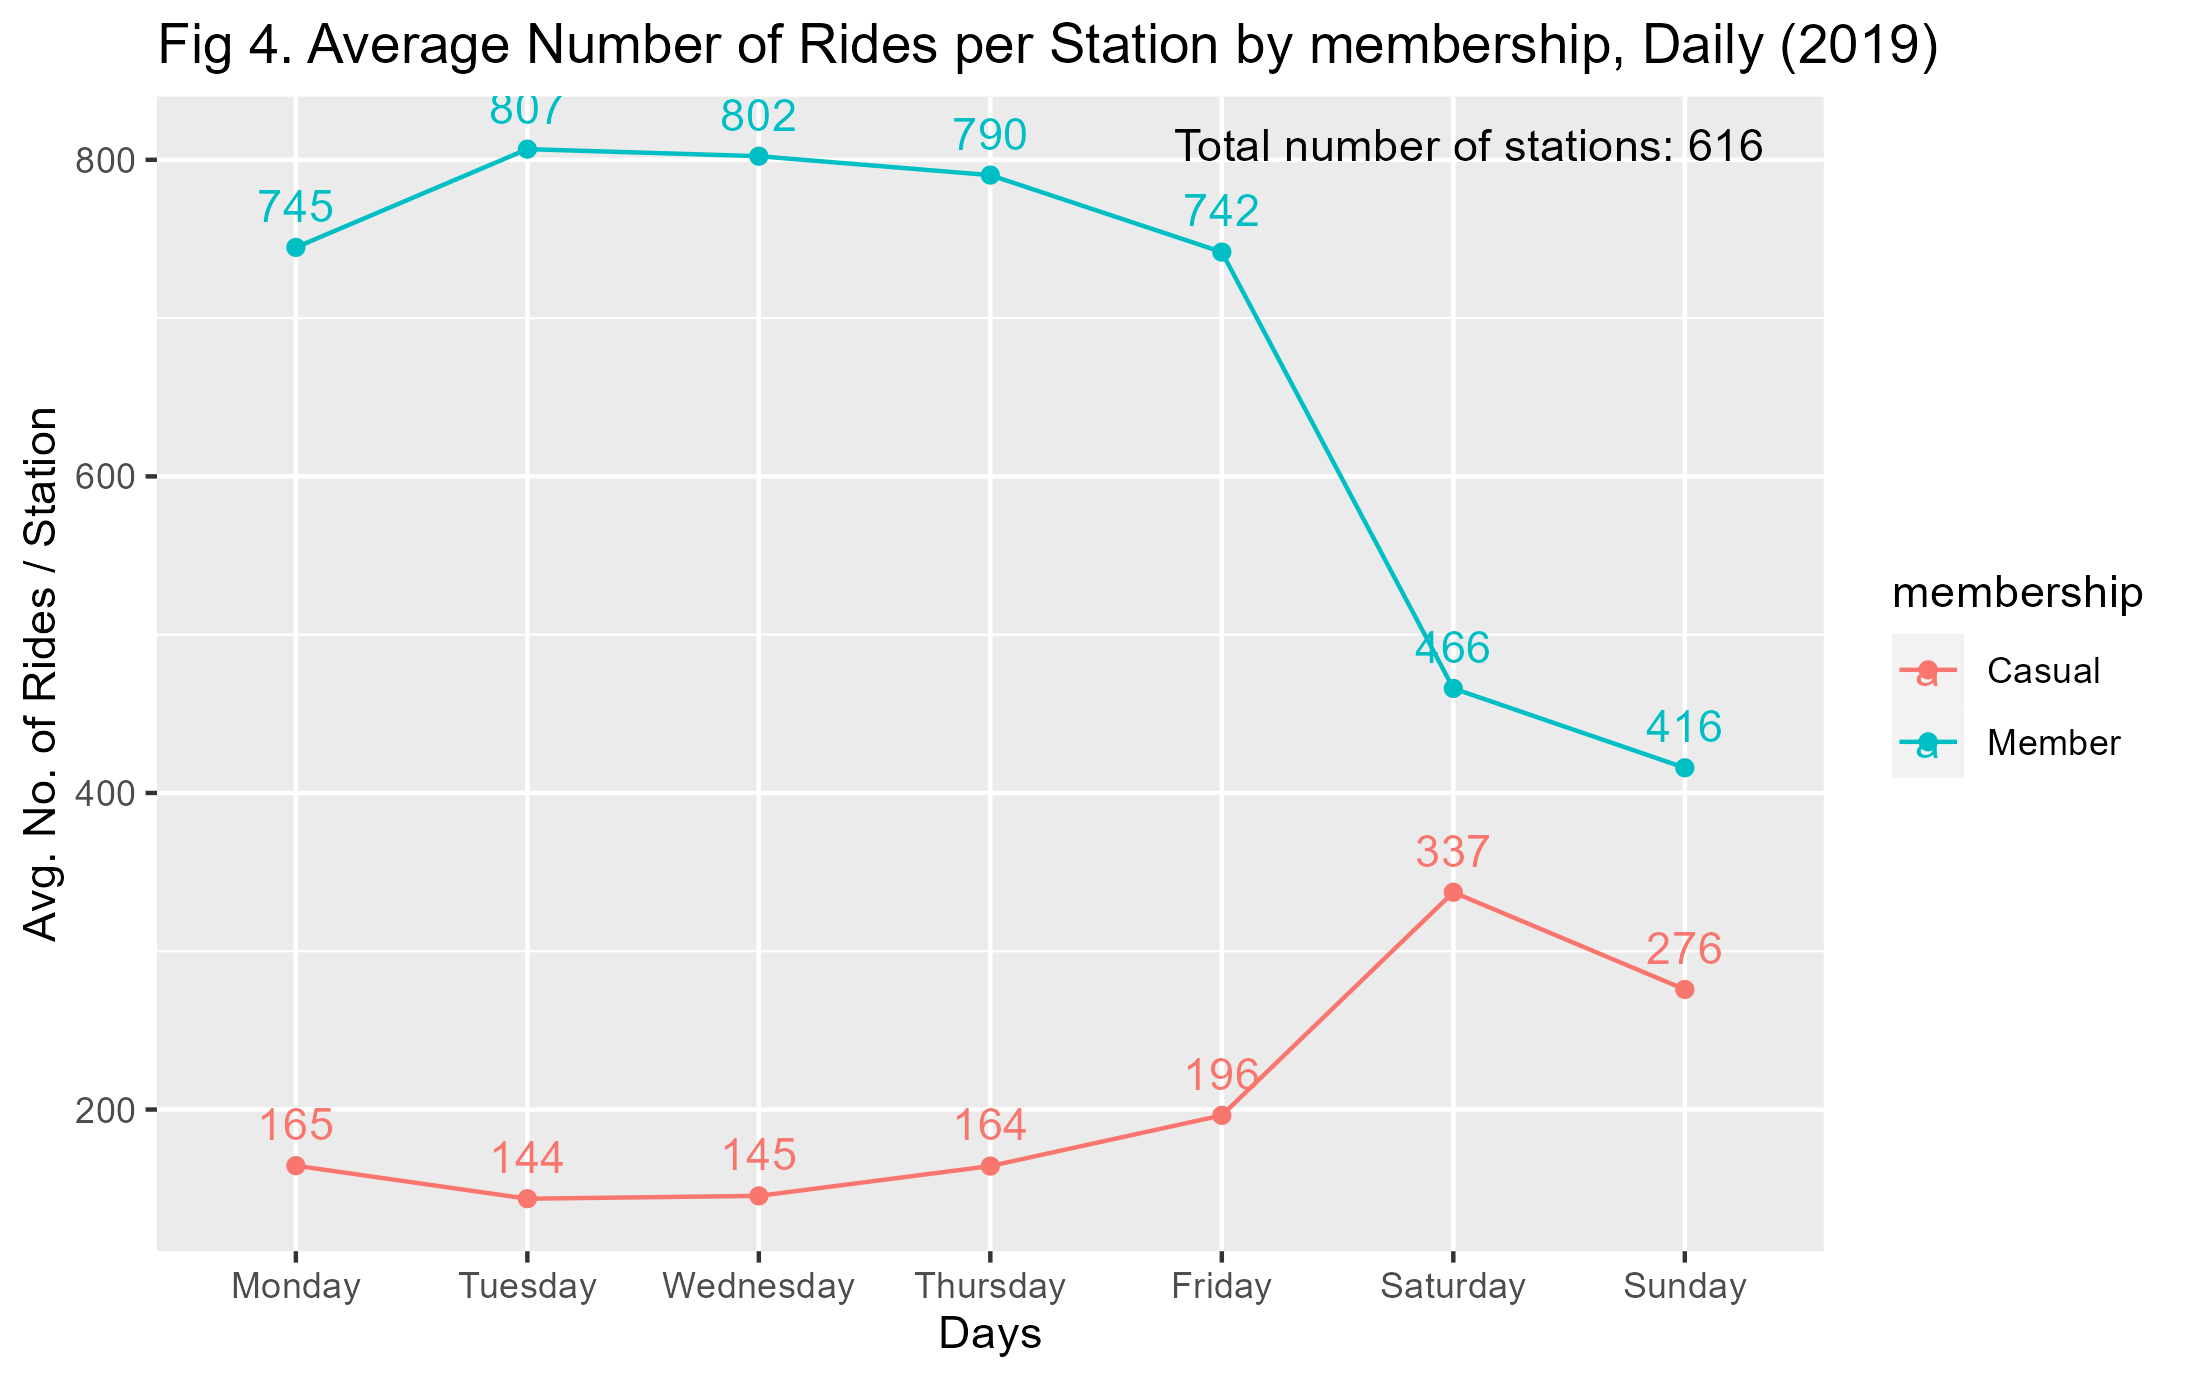 Fig 4. Average Number of Rides per Station by membership, Daily (2019)
807
802
790
Total number of stations: 616
800
745
742
Avg. No. of Rides / Station
600
466
416
400
337
276
196
200
165
144
145
164
membership
a Casual
a Member
Monday Tuesday Wednesday Thursday Friday Saturday Sunday
Days